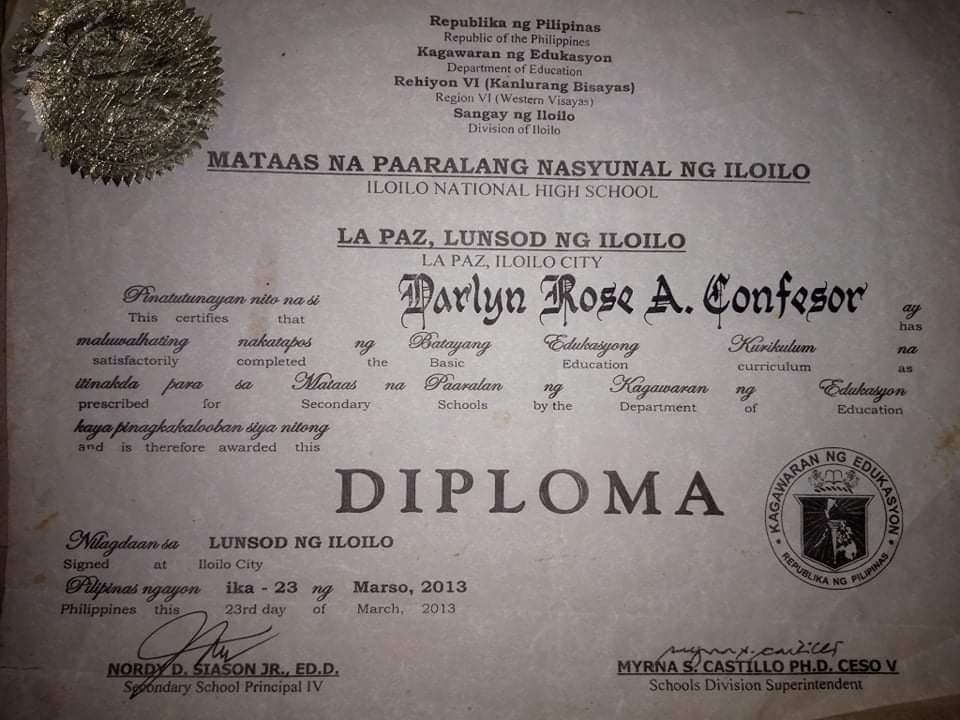 Republika ng Pilipinas
Republic of the Philippines
Kagawaran ng Edukasyon
Department of Education
Rehiyon VI (Kanlurang Bisayas)
Region VI (Western Visayas)
Sangay ng Iloilo
Division of Iloilo
MATAAS NA PAARALANG NASYUNAL NG ILOILO
ILOILO NATIONAL HIGH SCHOOL
LA PAZ, LUNSOD NG ILOILO
LA PAZ, ILOILO CITY
Pinatutunayan nito na si Darlyn Rose A. Confesor ay
This certifies that has
maluwalhating nakatapos ng Batayang Edukasyong Kurikulum na
satisfactorily completed the Basic Education curriculum as
itinakda para sa Mataas na Paaralan ng Kagawaran ng Edukasyon
prescribed for Secondary Schools by the Department of Education
kaya pinagkakalooban siya nitong
and is therefore awarded this
DIPLOMA
KAGAWARAN NG EDUKASYON
REPUBLIKA NG PILIPINAS
Nilagdaan sa LUNSOD NG ILOILO
Signed at Iloilo City
Pilipinas ngayon ika - 23 ng Marso, 2013
Philippines this 23rd day of March, 2013
NORDY D. SIASON JR., ED.D.
Secondary School Principal IV
Myrna S. Castillo
MYRNA S. CASTILLO PH.D. CESO V
Schools Division Superintendent